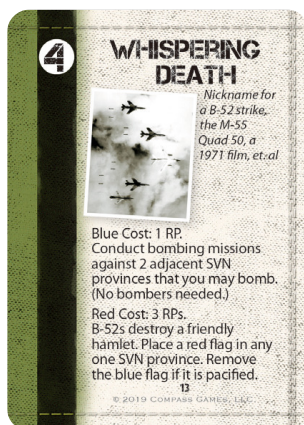 4
WHISPERING
DEATH
Nickname for
a B-52 strike,
the M-55
Quad 50, a
1971 film, et. al
Blue Cost: 1 RP.
Conduct bombing missions
against 2 adjacent SVN
provinces that you may bomb.
(No bombers needed.)
Red Cost: 3 RPs.
B-52s destroy a friendly
hamlet. Place a red flag in any
one SVN province. Remove
the blue flag if it is pacified.
13
© 2019 COMPASS GAMES, LLC.